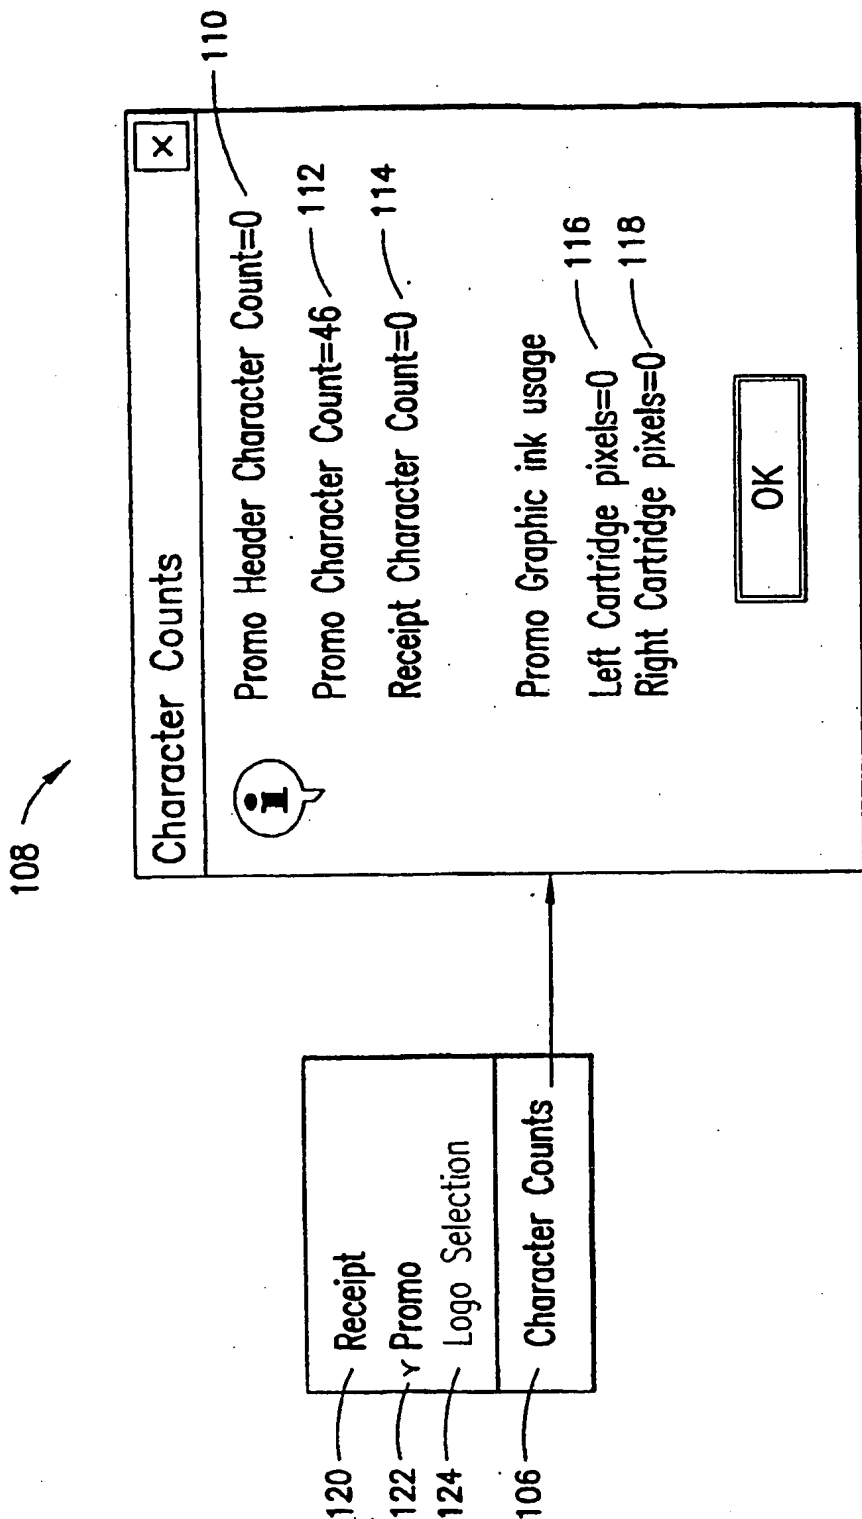 108
Character Counts
X
i
Promo Header Character Count=0
110
Promo Character Count=46
112
Receipt Character Count=0
114
Promo Graphic ink usage
Left Cartridge pixels=0
116
Right Cartridge pixels=0
118
OK
120
Receipt
122
Promo
124
Logo Selection
106
Character Counts